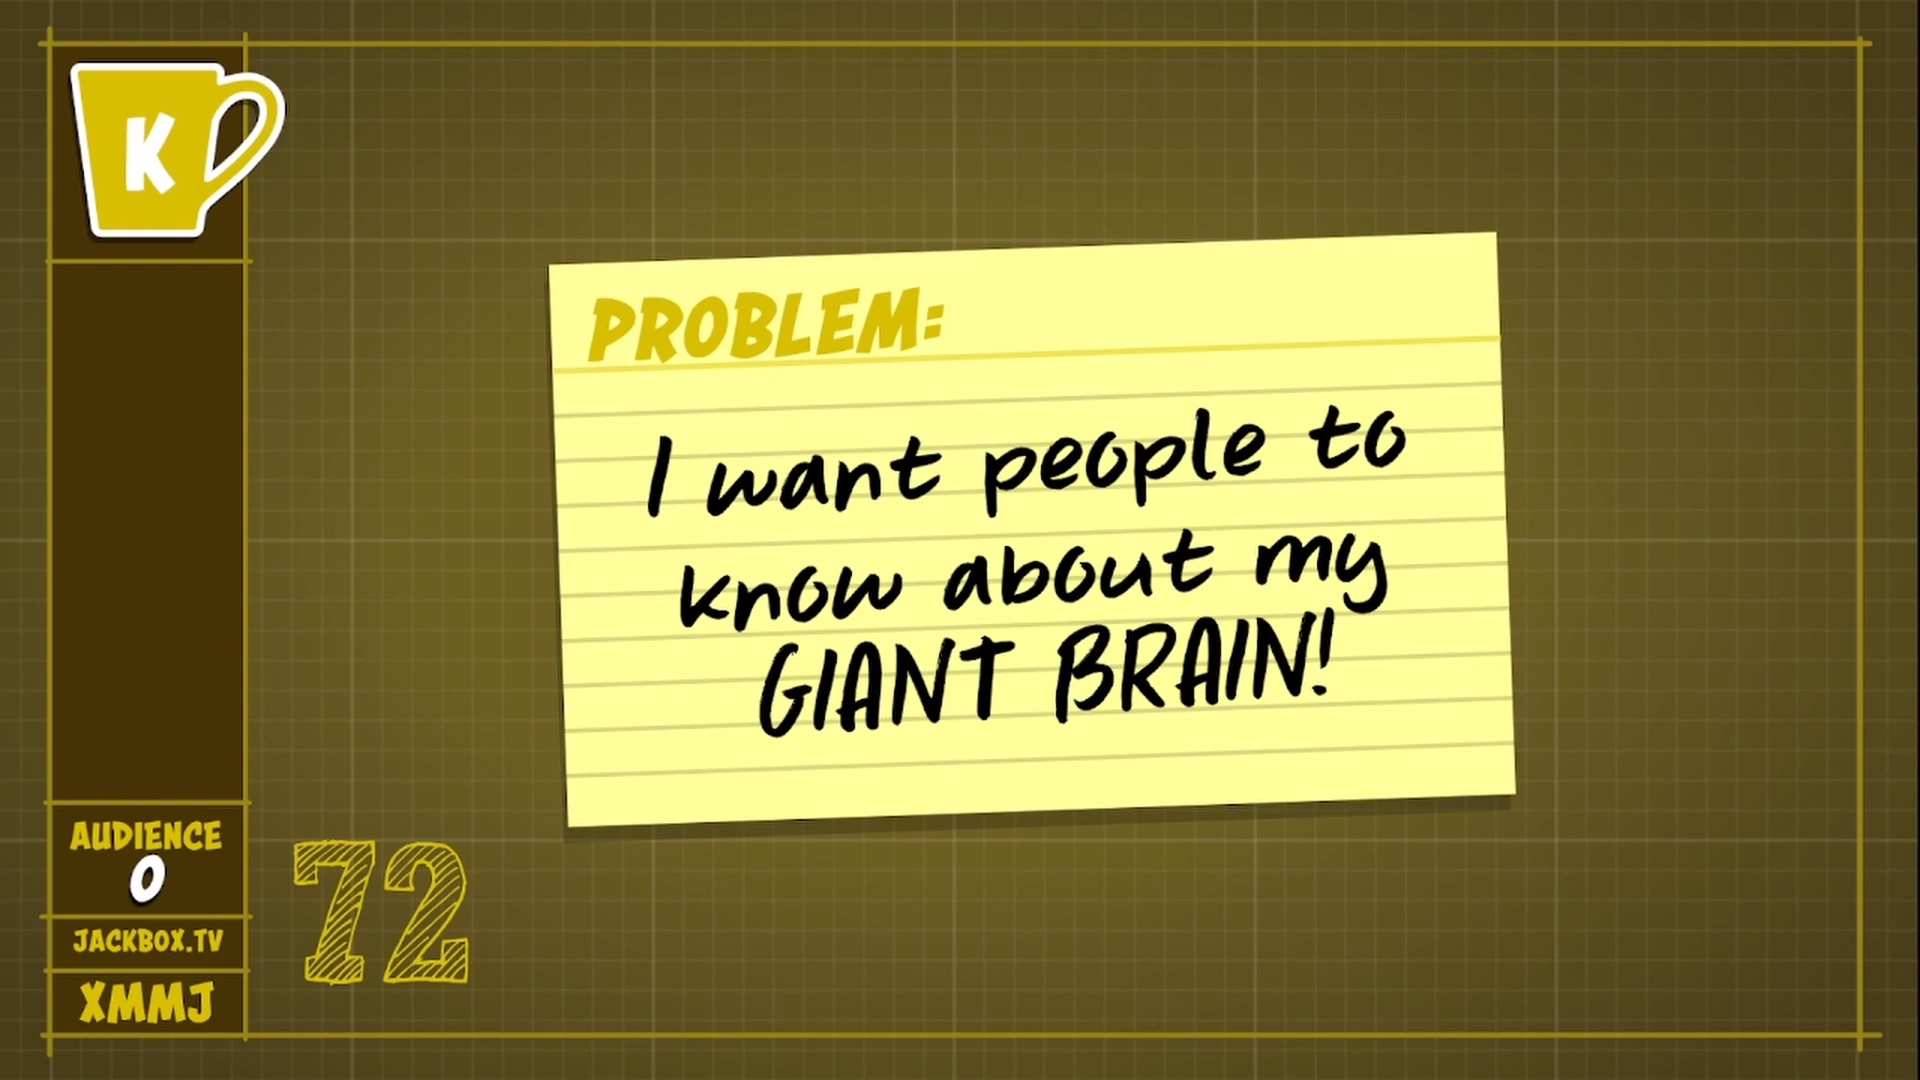 K
PROBLEM:
I want people to
know about my
GIANT BRAIN!
AUDIENCE
0
JACKBOX.TV
XMMJ
72